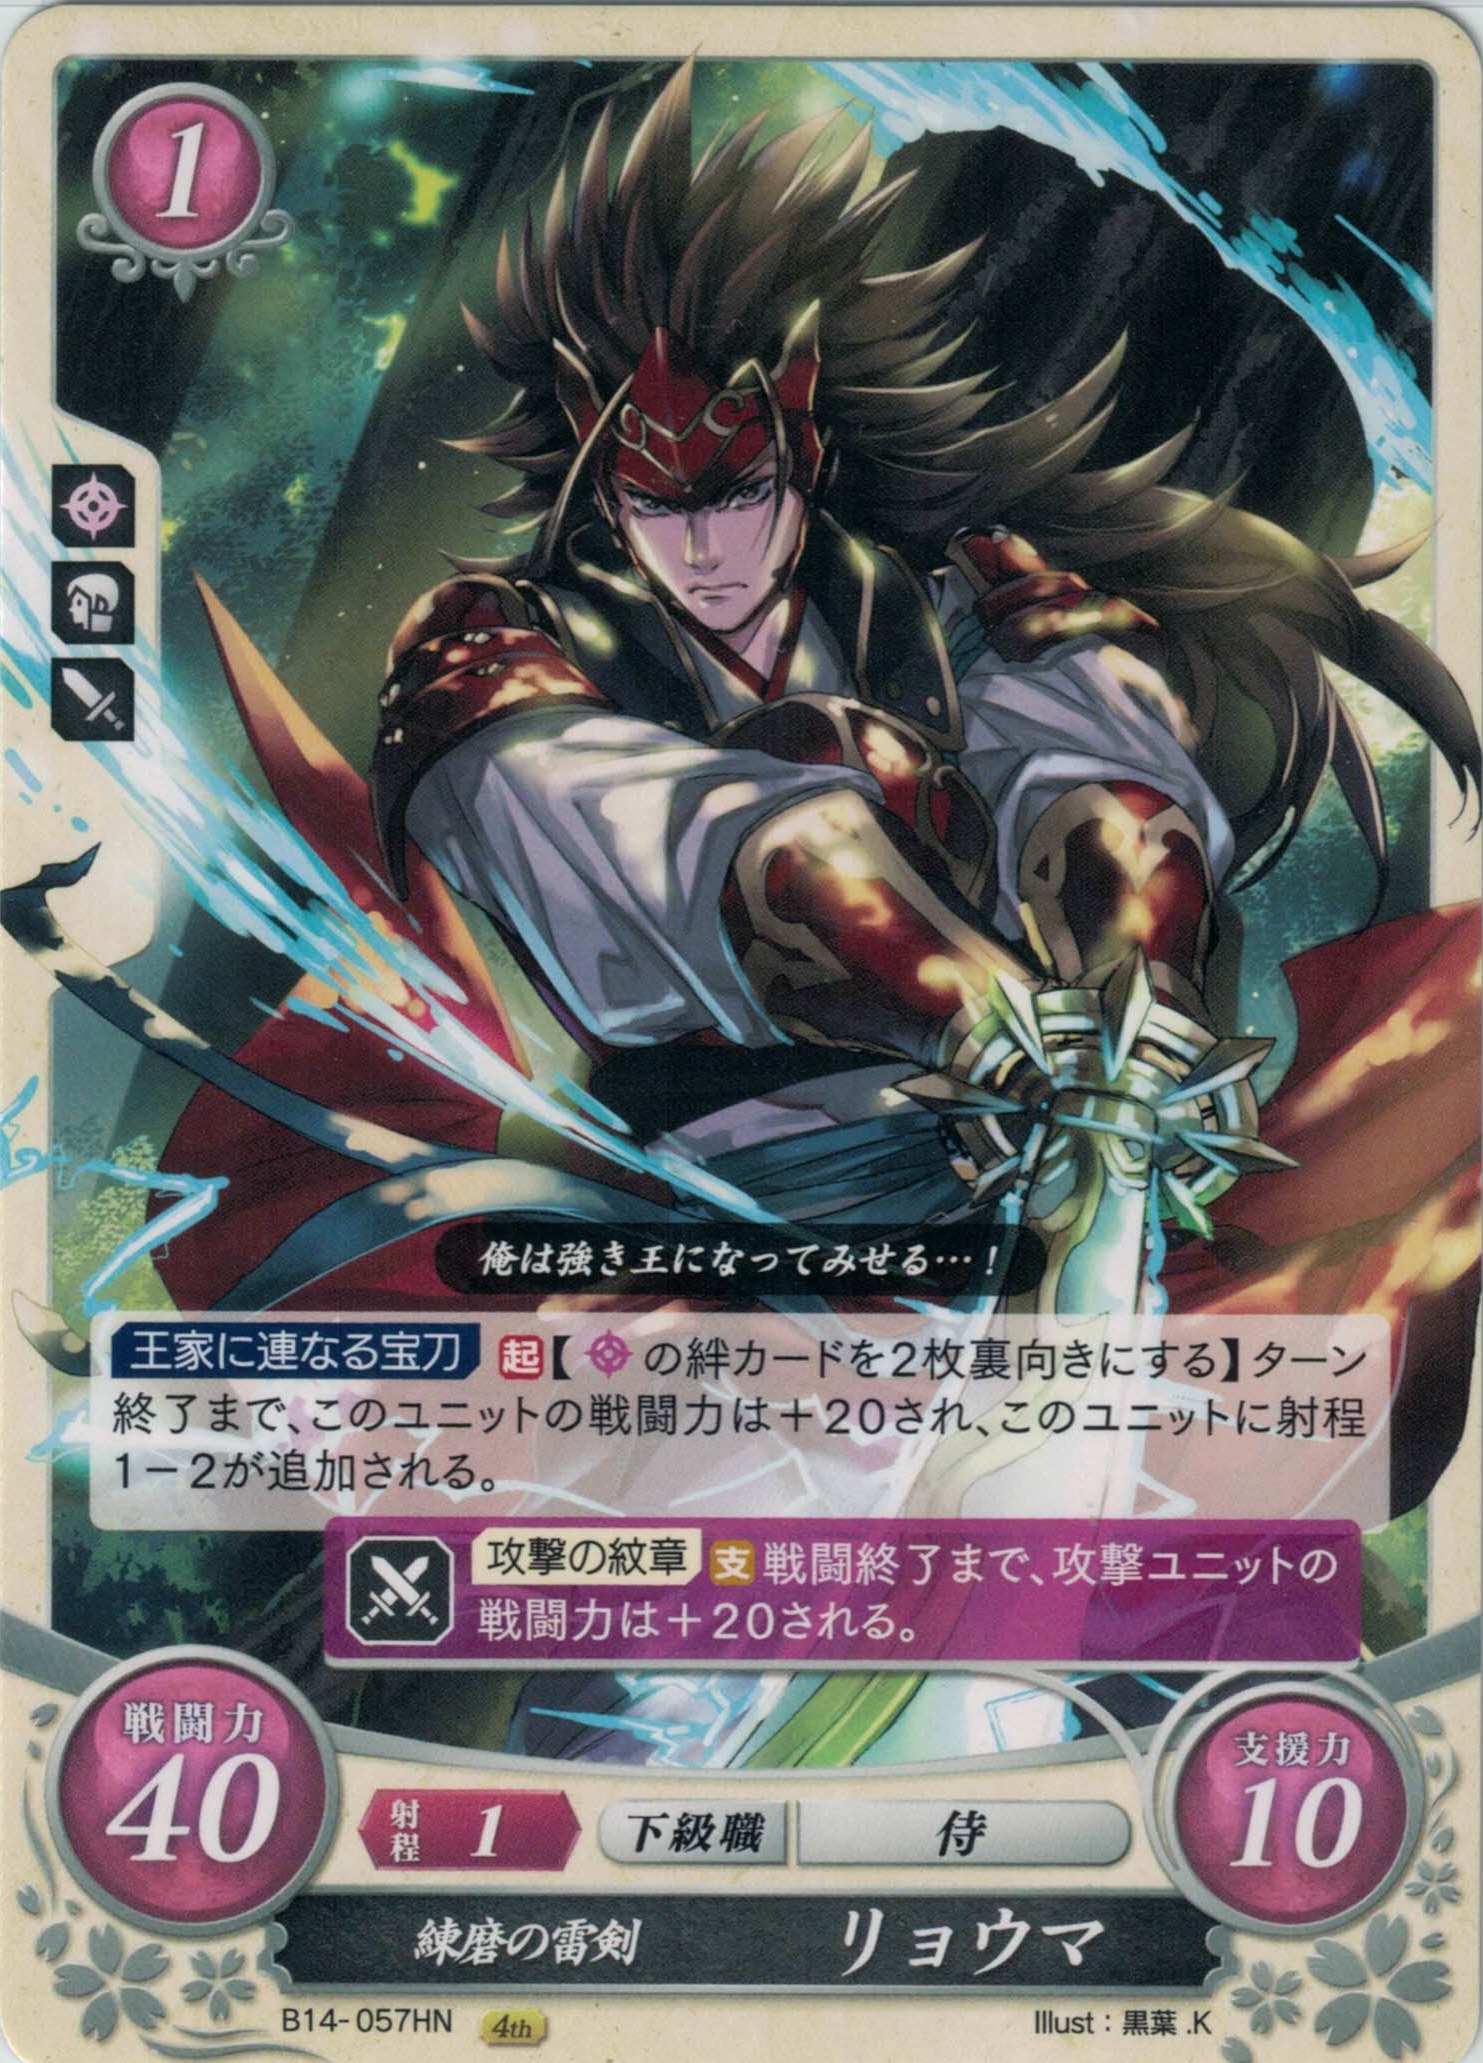 1
俺は強き王になってみせる…！
王家に連なる宝刀 起【 の絆カードを2枚裏向きにする】ターン
終了まで、このユニットの戦闘力は＋20され、このユニットに射程
1－2が追加される。
攻撃の紋章 支 戦闘終了まで、攻撃ユニットの
戦闘力は＋20される。
戦闘力
40
射程 1
下級職
侍
支援力
10
練磨の雷剣 リョウマ
B14-057HN 4th Illust：黒葉.K